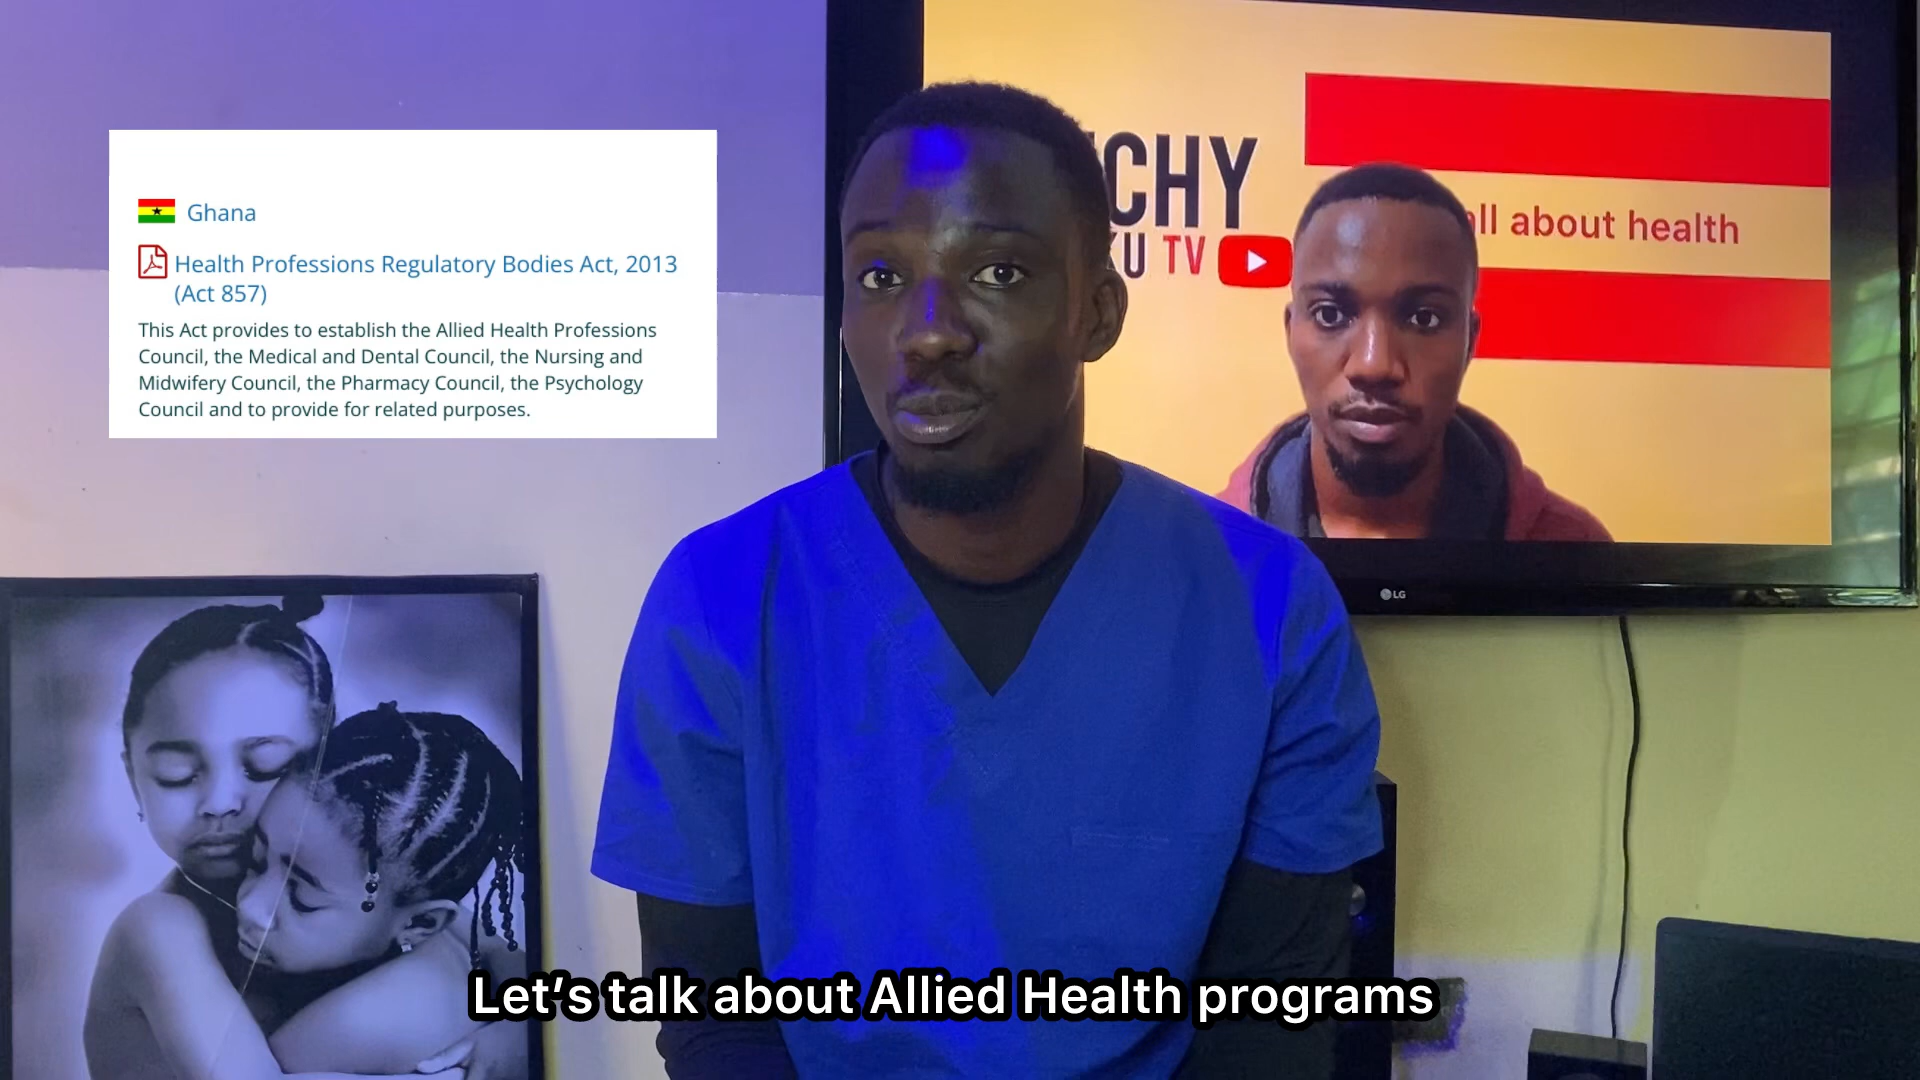 Ghana
Health Professions Regulatory Bodies Act, 2013
(Act 857)
This Act provides to establish the Allied Health Professions
Council, the Medical and Dental Council, the Nursing and
Midwifery Council, the Pharmacy Council, the Psychology
Council and to provide for related purposes.
CHY
KU TV
all about health
LG
Let’s talk about Allied Health programs